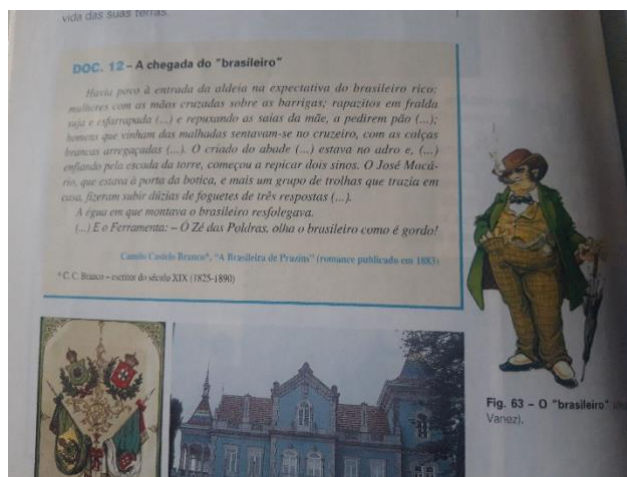 vida das suas terras.
DOC. 12 – A chegada do "brasileiro"
Havia povo à entrada da aldeia na expectativa do brasileiro rico:
mulheres com as mãos cruzadas sobre as barrigas; rapazitos em fralda
suja e esfarrapada (...) e repuxando as saias da mãe, a pedirem pão (...);
homens que vinham das malhadas sentavam-se no cruzeiro, com as calças
brancas arregaçadas (...). O criado do abade (...) estava no adro e, (...)
enfiando pela escada da torre, começou a repicar dois sinos. O José Macá-
rio, que estava à porta da botica, e mais um grupo de trolhas que trazia em
casa, fizeram subir dúzias de foguetes de três respostas (...).
A égua em que montava o brasileiro resfolegava.
(...) E o Ferramenta: – Ó Zé das Poldras, olha o brasileiro como é gordo!
Camilo Castelo Branco*, "A Brasileira de Prazins" (romance publicado em 1883)
* C. C. Branco – escritor do século XIX (1825-1890)
Fig. 63 – O "brasileiro"
Vanez).